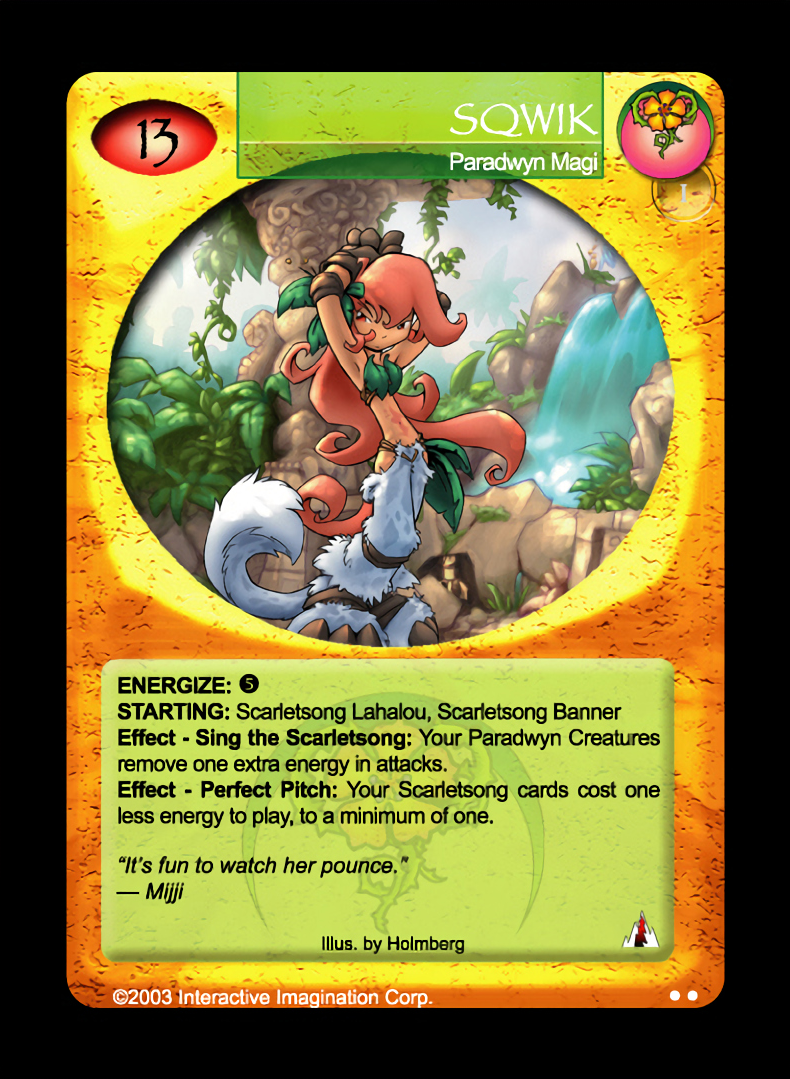 13
SQWIK
Paradwyn Magi
I
ENERGIZE: ❺
STARTING: Scarletsong Lahalou, Scarletsong Banner
Effect - Sing the Scarletsong: Your Paradwyn Creatures
remove one extra energy in attacks.
Effect - Perfect Pitch: Your Scarletsong cards cost one
less energy to play, to a minimum of one.
“It's fun to watch her pounce.”
— Mijji
Illus. by Holmberg
©2003 Interactive Imagination Corp.